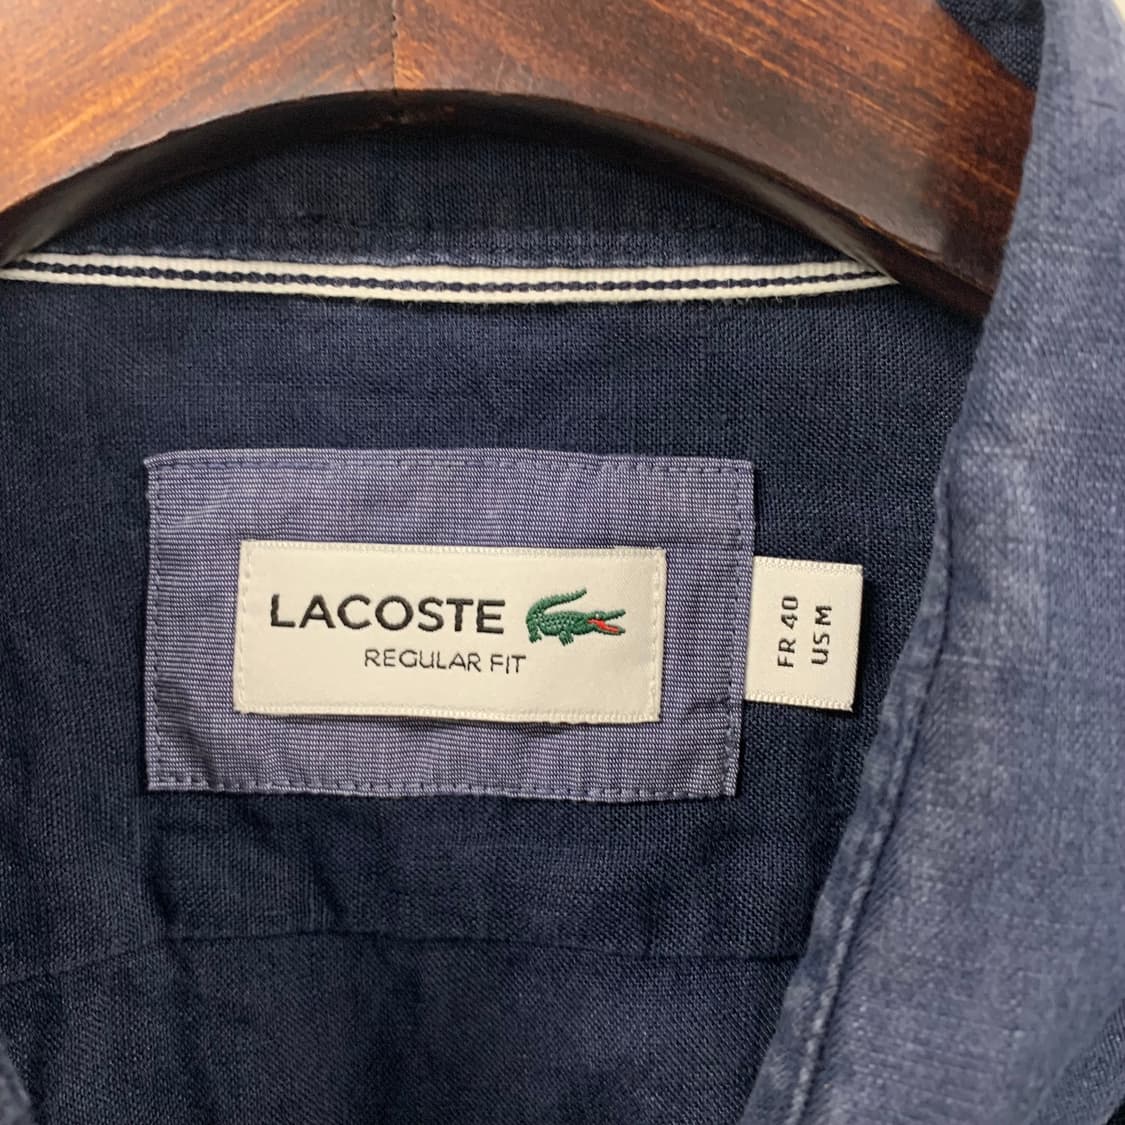 LACOSTE
REGULAR FIT
FR 40
US M